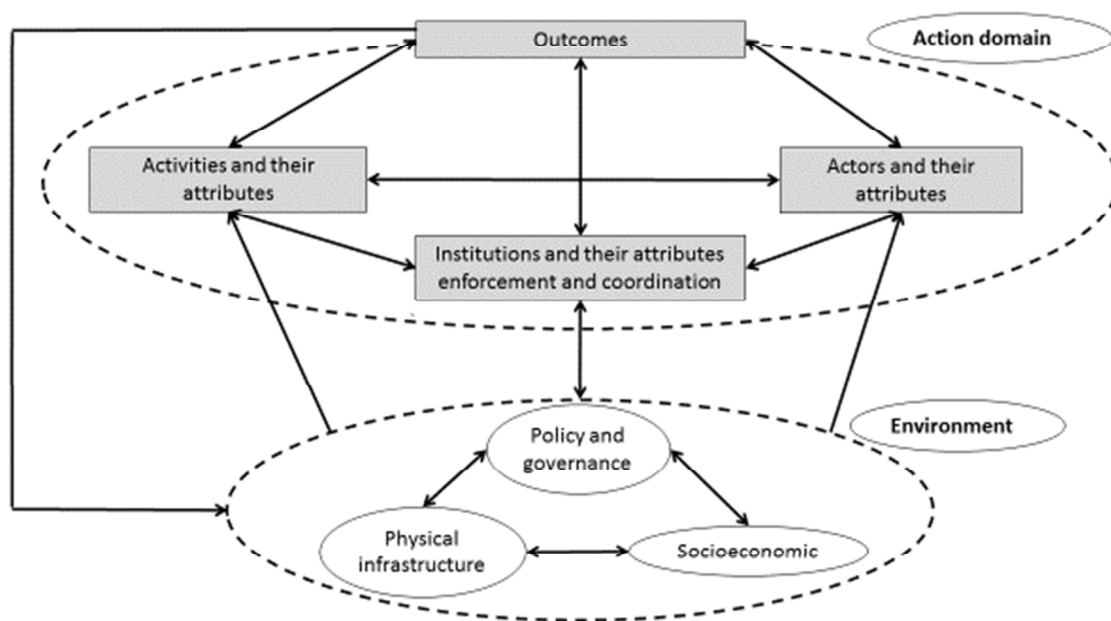 Outcomes
Action domain
Activities and their
attributes
Actors and their
attributes
Institutions and their attributes
enforcement and coordination
Environment
Policy and
governance
Physical
infrastructure
Socioeconomic